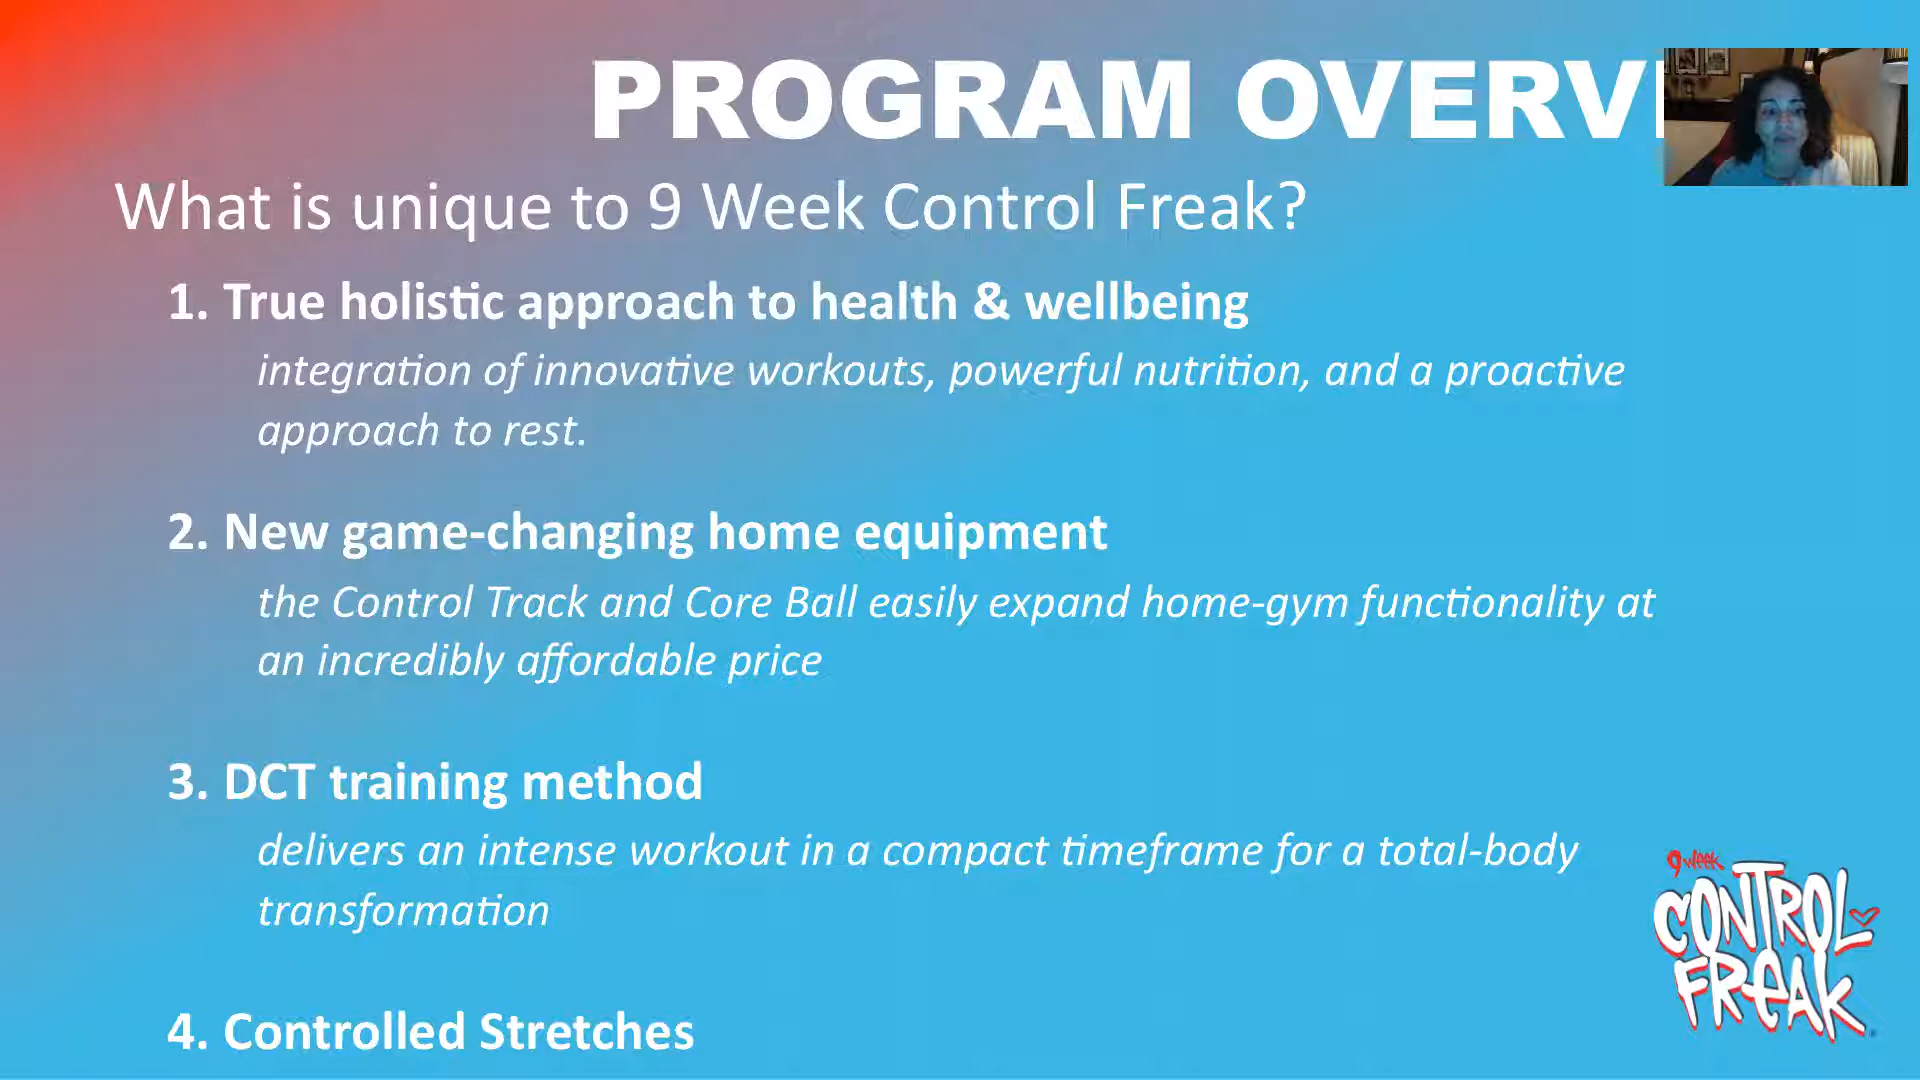 PROGRAM OVERV
What is unique to 9 Week Control Freak?
1. True holistic approach to health & wellbeing
integration of innovative workouts, powerful nutrition, and a proactive
approach to rest.
2. New game-changing home equipment
the Control Track and Core Ball easily expand home-gym functionality at
an incredibly affordable price
3. DCT training method
delivers an intense workout in a compact timeframe for a total-body
transformation
4. Controlled Stretches
9 week
CONTROL
FREAK